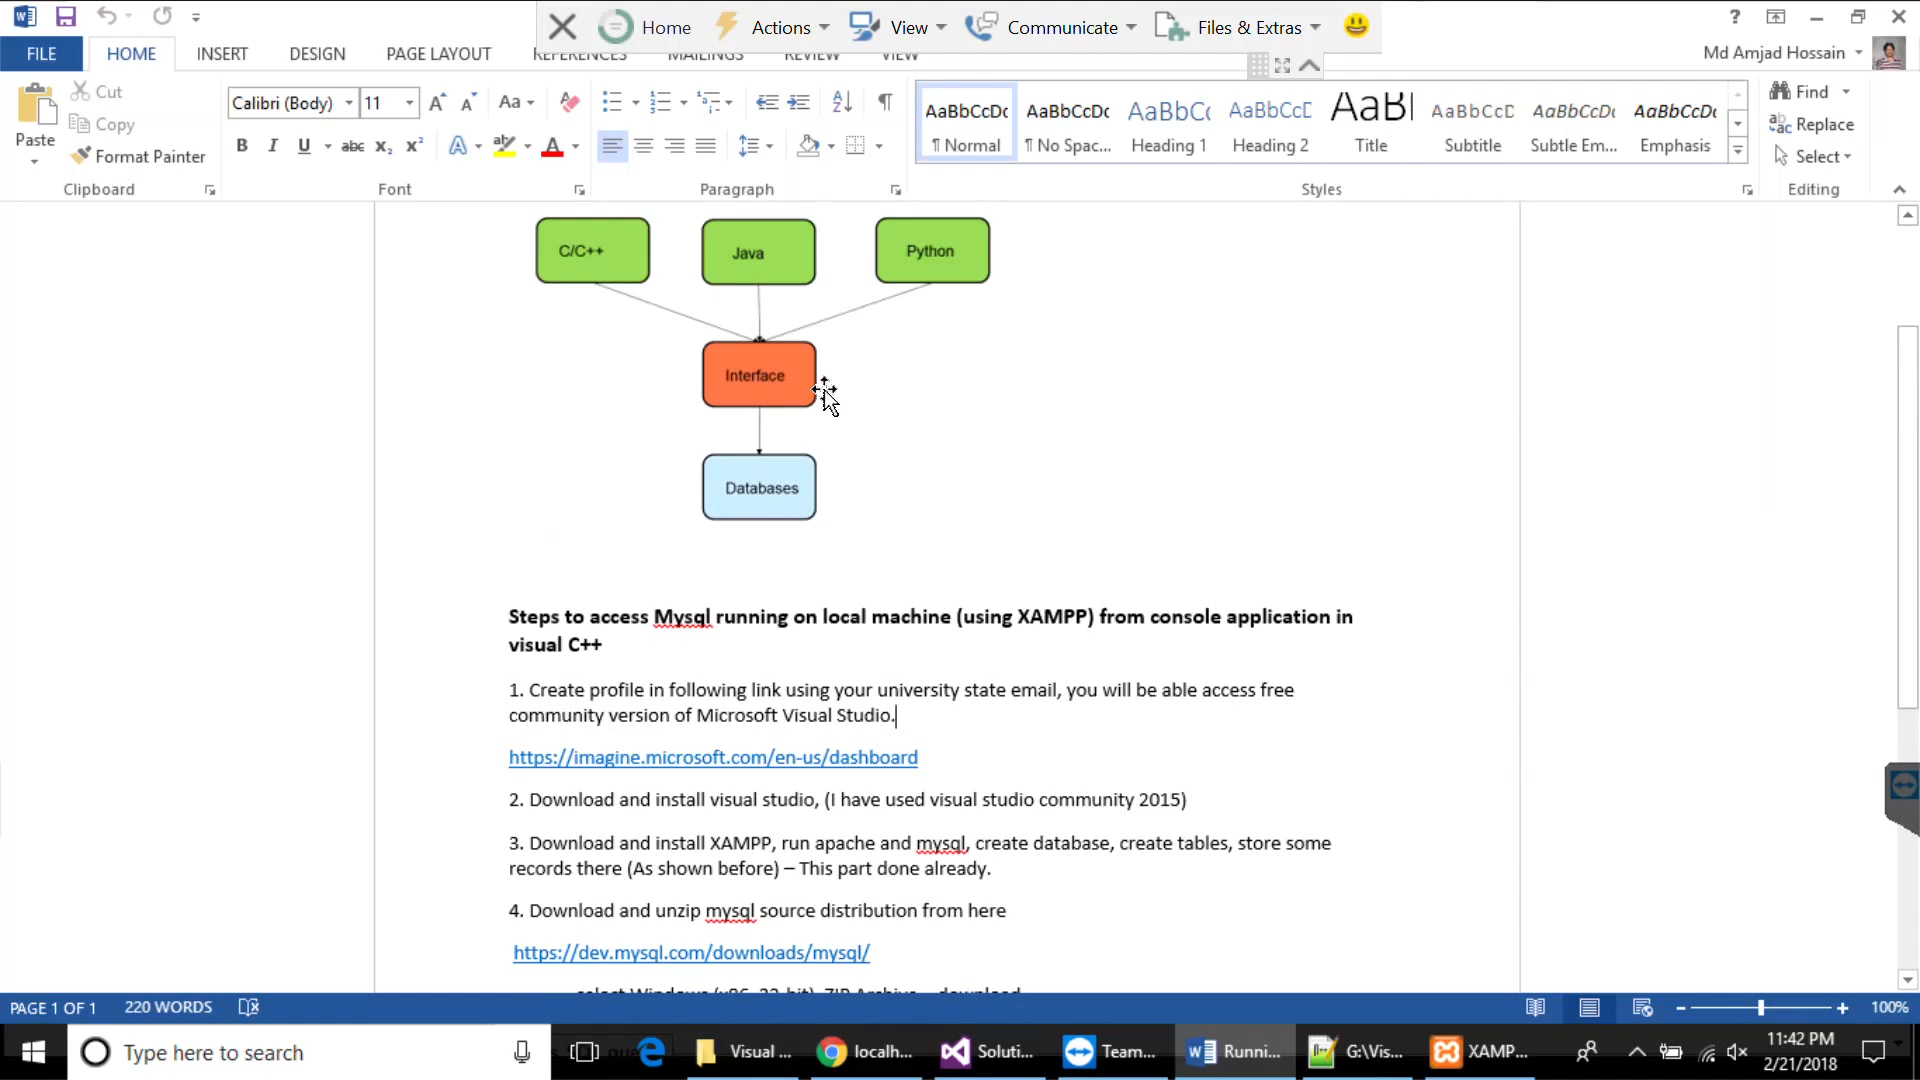 Home
Actions
View
Communicate
Files & Extras
?
FILE
HOME
INSERT
DESIGN
PAGE LAYOUT
REFERENCES
MAILINGS
REVIEW
VIEW
Md Amjad Hossain
Paste
Cut
Copy
Format Painter
Calibri (Body)
11
Aa
B I U abc x₂ x²
AaBbCcDc
¶ Normal
AaBbCcDc
¶ No Spac...
AaBbCc
Heading 1
AaBbCcD
Heading 2
AaBl
Title
AaBbCcD
Subtitle
AaBbCcDc
Subtle Em...
AaBbCcDc
Emphasis
Find
Replace
Select
Clipboard
Font
Paragraph
Styles
Editing
C/C++
Java
Python
Interface
Databases
Steps to access Mysql running on local machine (using XAMPP) from console application in
visual C++
1. Create profile in following link using your university state email, you will be able access free
community version of Microsoft Visual Studio.
https://imagine.microsoft.com/en-us/dashboard
2. Download and install visual studio, (I have used visual studio community 2015)
3. Download and install XAMPP, run apache and mysql, create database, create tables, store some
records there (As shown before) – This part done already.
4. Download and unzip mysql source distribution from here
https://dev.mysql.com/downloads/mysql/
PAGE 1 OF 1
220 WORDS
100%
Type here to search
Visual ...
localh...
Soluti...
Team...
Runni...
G:\Vis...
XAMP...
11:42 PM
2/21/2018